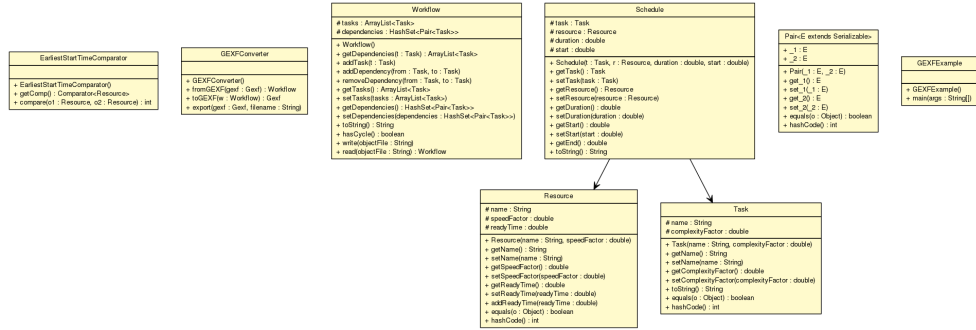 EarliestStartTimeComparator
+ EarliestStartTimeComparator()
+ getComp() : Comparator<Resource>
+ compare(o1 : Resource, o2 : Resource) : int
GEXFConverter
+ GEXFConverter()
+ fromGEXF(gexf : Gexf) : Workflow
+ toGEXF(w : Workflow) : Gexf
+ export(gexf : Gexf, filename : String)
Workflow
# tasks : ArrayList<Task>
# dependencies : HashSet<Pair<Task>>
+ Workflow()
+ getDependencies(t : Task) : ArrayList<Task>
+ addTask(t : Task)
+ addDependency(from : Task, to : Task)
+ removeDependency(from : Task, to : Task)
+ getTasks() : ArrayList<Task>
+ setTasks(tasks : ArrayList<Task>)
+ getDependencies() : HashSet<Pair<Task>>
+ setDependencies(dependencies : HashSet<Pair<Task>>)
+ toString() : String
+ hasCycle() : boolean
+ write(objectFile : String)
+ read(objectFile : String) : Workflow
Schedule
# task : Task
# resource : Resource
# duration : double
# start : double
+ Schedule(t : Task, r : Resource, duration : double, start : double)
+ getTask() : Task
+ setTask(task : Task)
+ getResource() : Resource
+ setResource(resource : Resource)
+ getDuration() : double
+ setDuration(duration : double)
+ getStart() : double
+ setStart(start : double)
+ getEnd() : double
+ toString() : String
Pair<E extends Serializable>
+ _1 : E
+ _2 : E
+ Pair(_1 : E, _2 : E)
+ get_1() : E
+ set_1(_1 : E)
+ get_2() : E
+ set_2(_2 : E)
+ equals(o : Object) : boolean
+ hashCode() : int
GEXFExample
+ GEXFExample()
+ main(args : String[])
Resource
# name : String
# speedFactor : double
# readyTime : double
+ Resource(name : String, speedFactor : double)
+ getName() : String
+ setName(name : String)
+ getSpeedFactor() : double
+ setSpeedFactor(speedFactor : double)
+ getReadyTime() : double
+ setReadyTime(readyTime : double)
+ addReadyTime(readyTime : double)
+ equals(o : Object) : boolean
+ hashCode() : int
Task
# name : String
# complexityFactor : double
+ Task(name : String, complexityFactor : double)
+ getName() : String
+ setName(name : String)
+ getComplexityFactor() : double
+ setComplexityFactor(complexityFactor : double)
+ toString() : String
+ equals(o : Object) : boolean
+ hashCode() : int